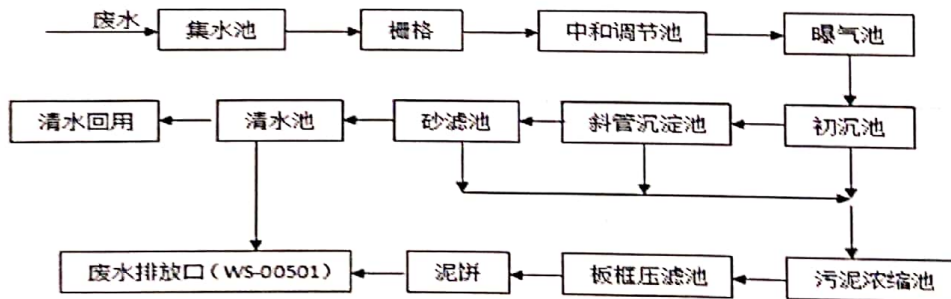 废水
集水池
栅格
中和调节池
曝气池
清水回用
清水池
砂滤池
斜管沉淀池
初沉池
废水排放口（WS-00501）
泥饼
板框压滤池
污泥浓缩池